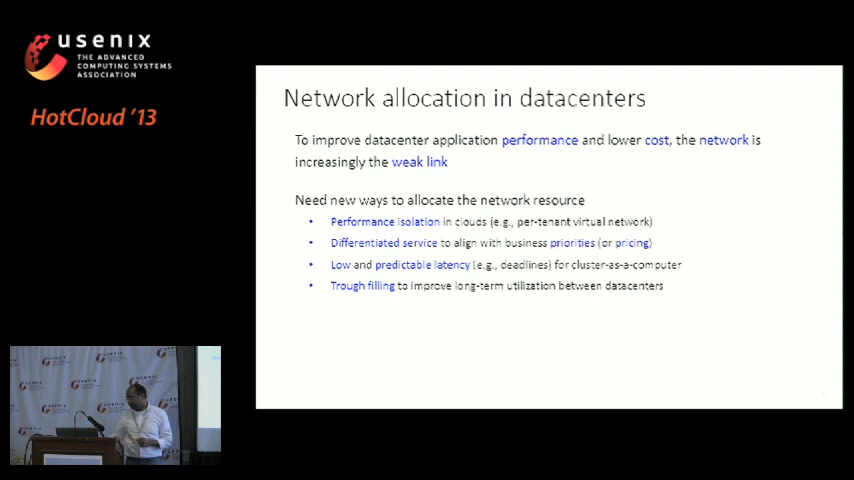 usenix
THE ADVANCED
COMPUTING SYSTEMS
ASSOCIATION
HotCloud '13
Network allocation in datacenters
To improve datacenter application performance and lower cost, the network is
increasingly the weak link
Need new ways to allocate the network resource
• Performance isolation in clouds (e.g., per-tenant virtual network)
• Differentiated service to align with business priorities (or pricing)
• Low and predictable latency (e.g., deadlines) for cluster-as-a-computer
• Trough filling to improve long-term utilization between datacenters